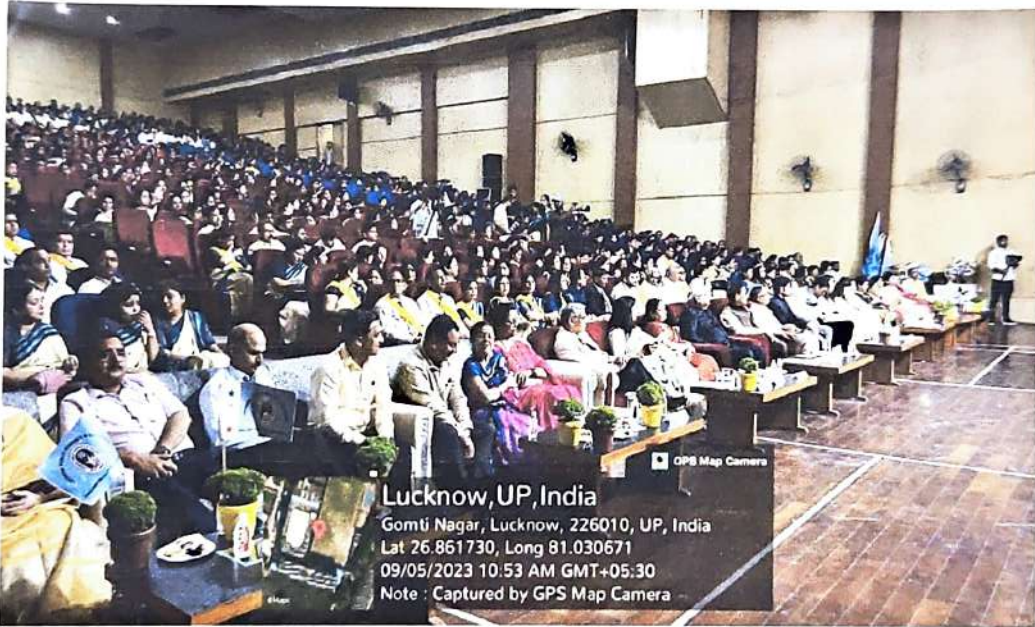 GPS Map Camera
Lucknow,UP,India
Gomti Nagar, Lucknow, 226010, UP, India
Lat 26.861730, Long 81.030671
09/05/2023 10:53 AM GMT+05:30
Note : Captured by GPS Map Camera